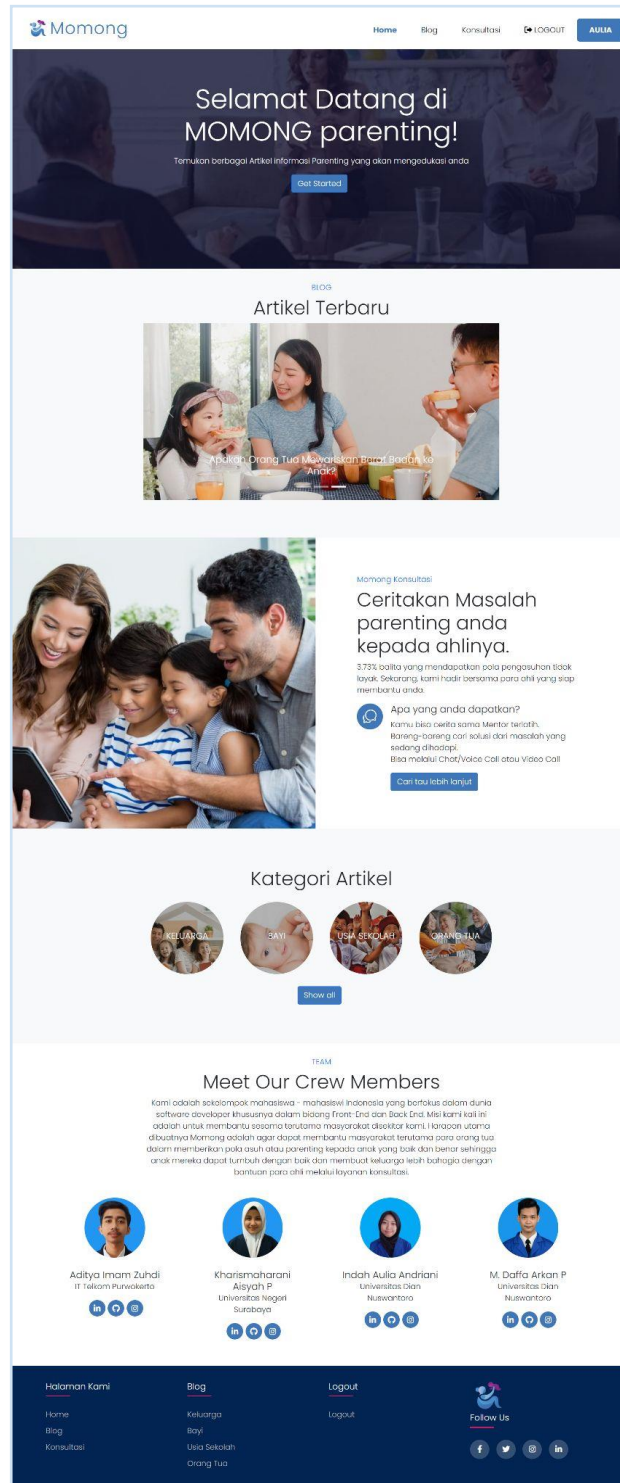 Momong
Home Blog Konsultasi LOGOUT AULIA
Selamat Datang di
MOMONG parenting!
Temukan berbagai Artikel informasi Parenting yang akan mengedukasi anda
Get Started
BLOG
Artikel Terbaru
Apakah Orang Tua Mewariskan Berat Badan ke
Anak?
Momong Konsultasi
Ceritakan Masalah
parenting anda
kepada ahlinya.
3.73% balita yang mendapatkan pola pengasuhan tidak
layak. Sekarang, kami hadir bersama para ahli yang siap
membantu anda.
Apa yang anda dapatkan?
Kamu bisa cerita sama Mentor terlatih.
Bareng-bareng cari solusi dari masalah yang
sedang dihadapi.
Bisa melalui Chat/Voice Call atau Video Call
Cari tau lebih lanjut
Kategori Artikel
KELUARGA BAYI USIA SEKOLAH ORANG TUA
Show all
TEAM
Meet Our Crew Members
Kami adalah sekelompok mahasiswa - mahasiswi Indonesia yang berfokus dalam dunia
software developer khususnya dalam bidang Front-End dan Back End. Misi kami kali ini
adalah untuk membantu sesama terutama masyarakat disekitar kami. Harapan utama
dibuatnya Momong adalah agar dapat membantu masyarakat terutama para orang tua
dalam memberikan pola asuh atau parenting kepada anak yang baik dan benar sehingga
anak mereka dapat tumbuh dengan baik dan membuat keluarga lebih bahagia dengan
bantuan para ahli melalui layanan konsultasi.
Aditya Imam Zuhdi
IT Telkom Purwokerto
Kharismaharani
Aisyah P
Universitas Negeri
Surabaya
Indah Aulia Andriani
Universitas Dian
Nuswantoro
M. Daffa Arkan P
Universitas Dian
Nuswantoro
Halaman Kami
Home
Blog
Konsultasi
Blog
Keluarga
Bayi
Usia Sekolah
Orang Tua
Logout
Logout
Follow Us